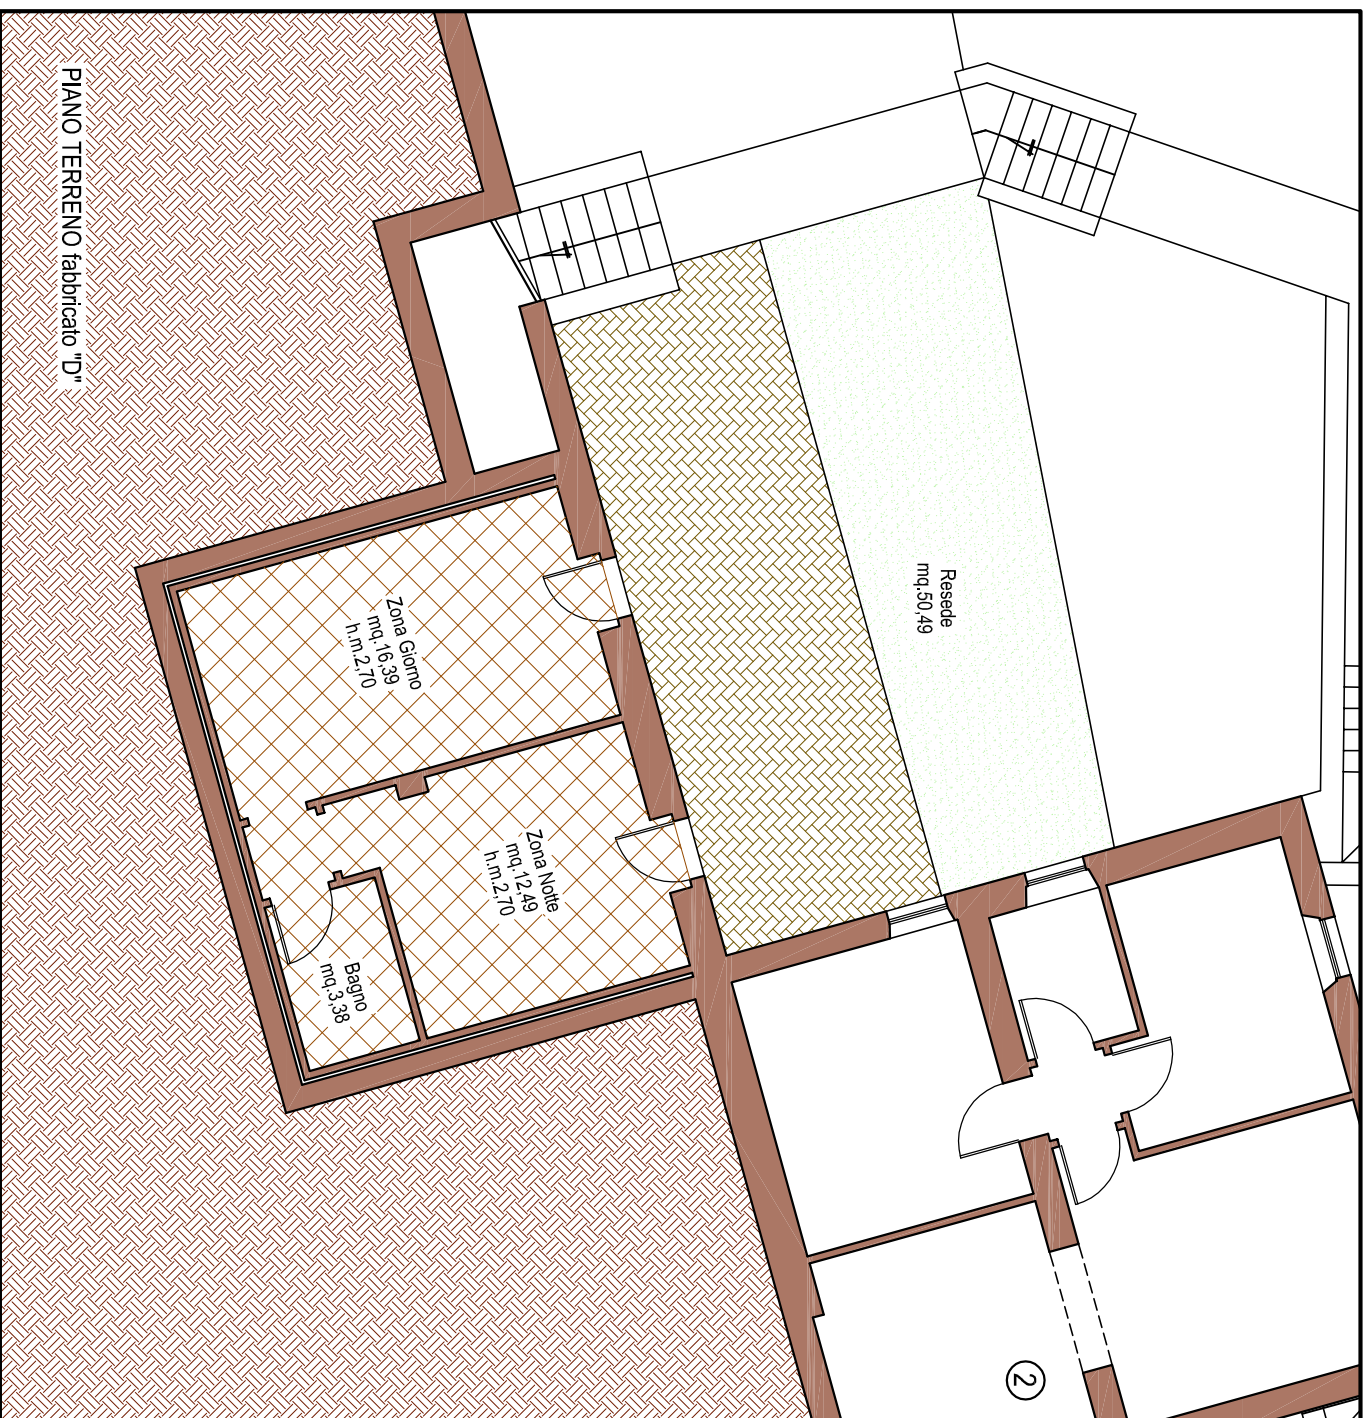 PIANO TERRENO fabbricato "D"
Resede
mq.50,49
Zona Giorno
mq.16,39
h.m.2,70
Zona Notte
mq.12,49
h.m.2,70
Bagno
mq.3,38
2